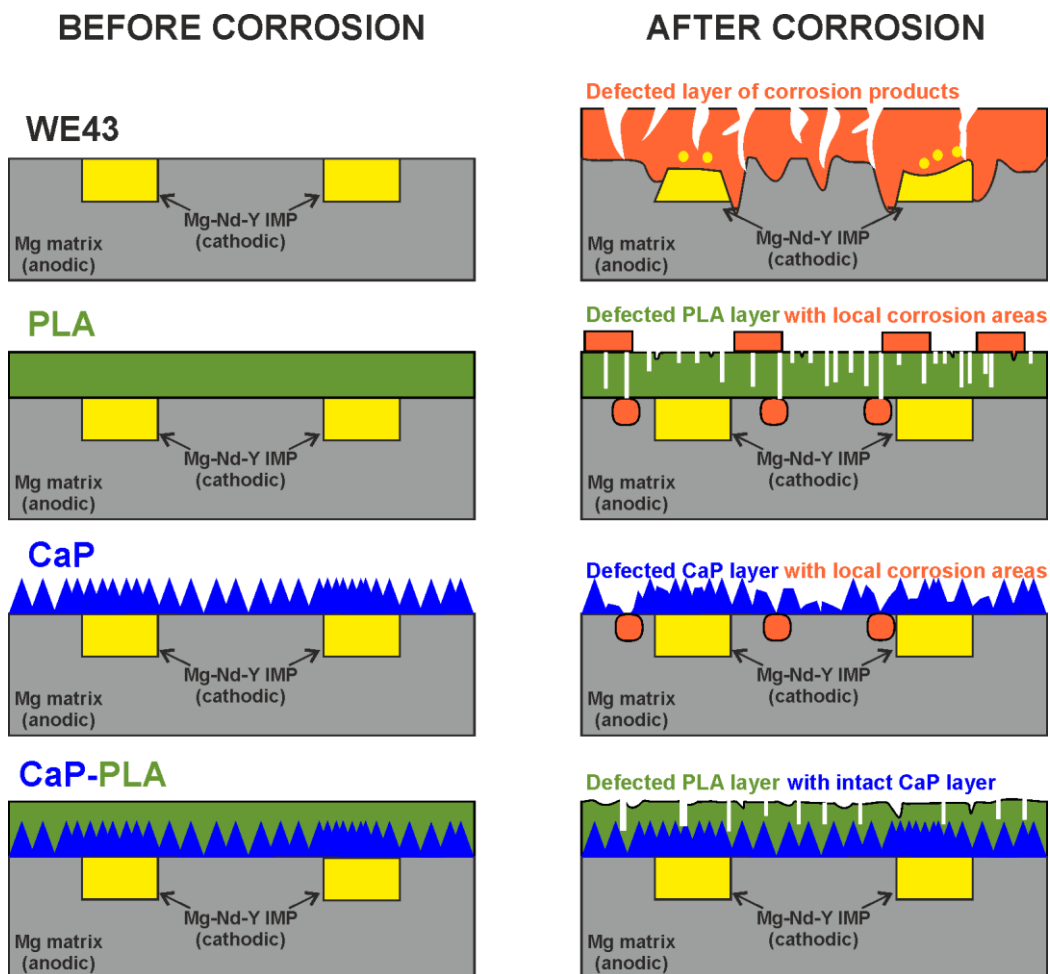 BEFORE CORROSION
AFTER CORROSION
WE43
Mg-Nd-Y IMP
(cathodic)
Mg matrix
(anodic)
Defected layer of corrosion products
Mg-Nd-Y IMP
(cathodic)
Mg matrix
(anodic)
PLA
Mg-Nd-Y IMP
(cathodic)
Mg matrix
(anodic)
Defected PLA layer with local corrosion areas
Mg-Nd-Y IMP
(cathodic)
Mg matrix
(anodic)
CaP
Mg-Nd-Y IMP
(cathodic)
Mg matrix
(anodic)
Defected CaP layer with local corrosion areas
Mg-Nd-Y IMP
(cathodic)
Mg matrix
(anodic)
CaP-PLA
Mg-Nd-Y IMP
(cathodic)
Mg matrix
(anodic)
Defected PLA layer with intact CaP layer
Mg-Nd-Y IMP
(cathodic)
Mg matrix
(anodic)